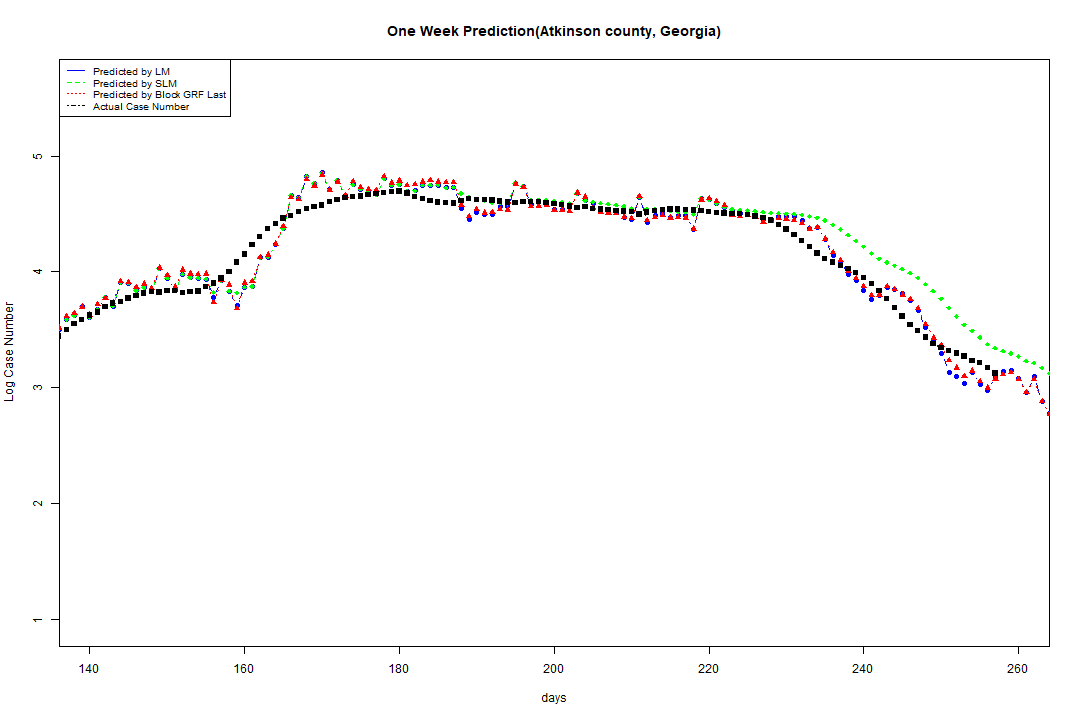 One Week Prediction(Atkinson county, Georgia)
Predicted by LM
Predicted by SLM
Predicted by Block GRF Last
Actual Case Number
5
4
3
2
1
Log Case Number
140 160 180 200 220 240 260
days